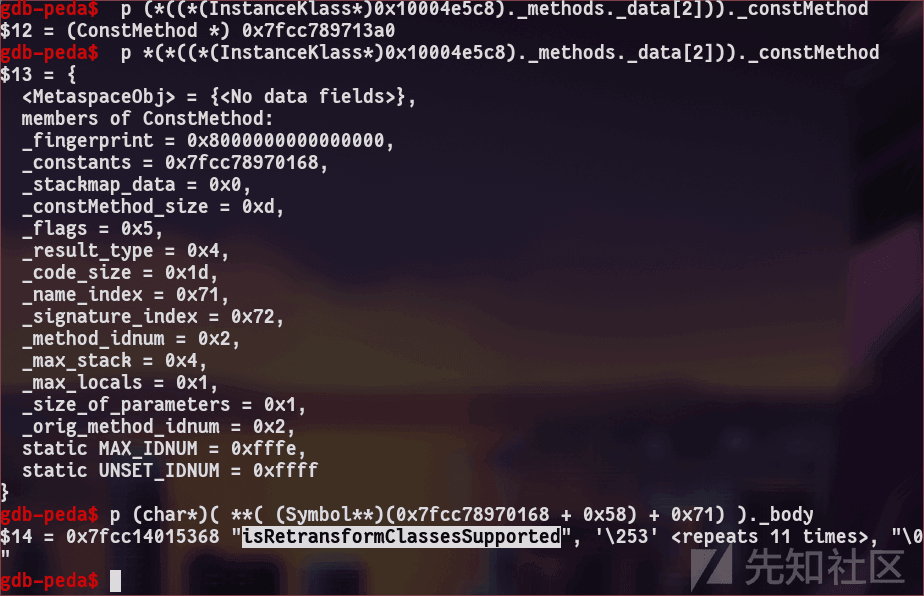 gdb-peda$  p (*((*(InstanceKlass*)0x10004e5c8)._methods._data[2]))._constMethod
$12 = (ConstMethod *) 0x7fcc789713a0
gdb-peda$  p *(*((*(InstanceKlass*)0x10004e5c8)._methods._data[2]))._constMethod
$13 = {
  <MetaspaceObj> = {<No data fields>},
  members of ConstMethod:
  _fingerprint = 0x8000000000000000,
  _constants = 0x7fcc78970168,
  _stackmap_data = 0x0,
  _constMethod_size = 0xd,
  _flags = 0x5,
  _result_type = 0x4,
  _code_size = 0x1d,
  _name_index = 0x71,
  _signature_index = 0x72,
  _method_idnum = 0x2,
  _max_stack = 0x4,
  _max_locals = 0x1,
  _size_of_parameters = 0x1,
  _orig_method_idnum = 0x2,
  static MAX_IDNUM = 0xfffe,
  static UNSET_IDNUM = 0xffff
}
gdb-peda$ p (char*)( **( (Symbol**)(0x7fcc78970168 + 0x58) + 0x71) )._body
$14 = 0x7fcc14015368 "isRetransformClassesSupported", '\253' <repeats 11 times>, "\0
"
gdb-peda$
先知社区